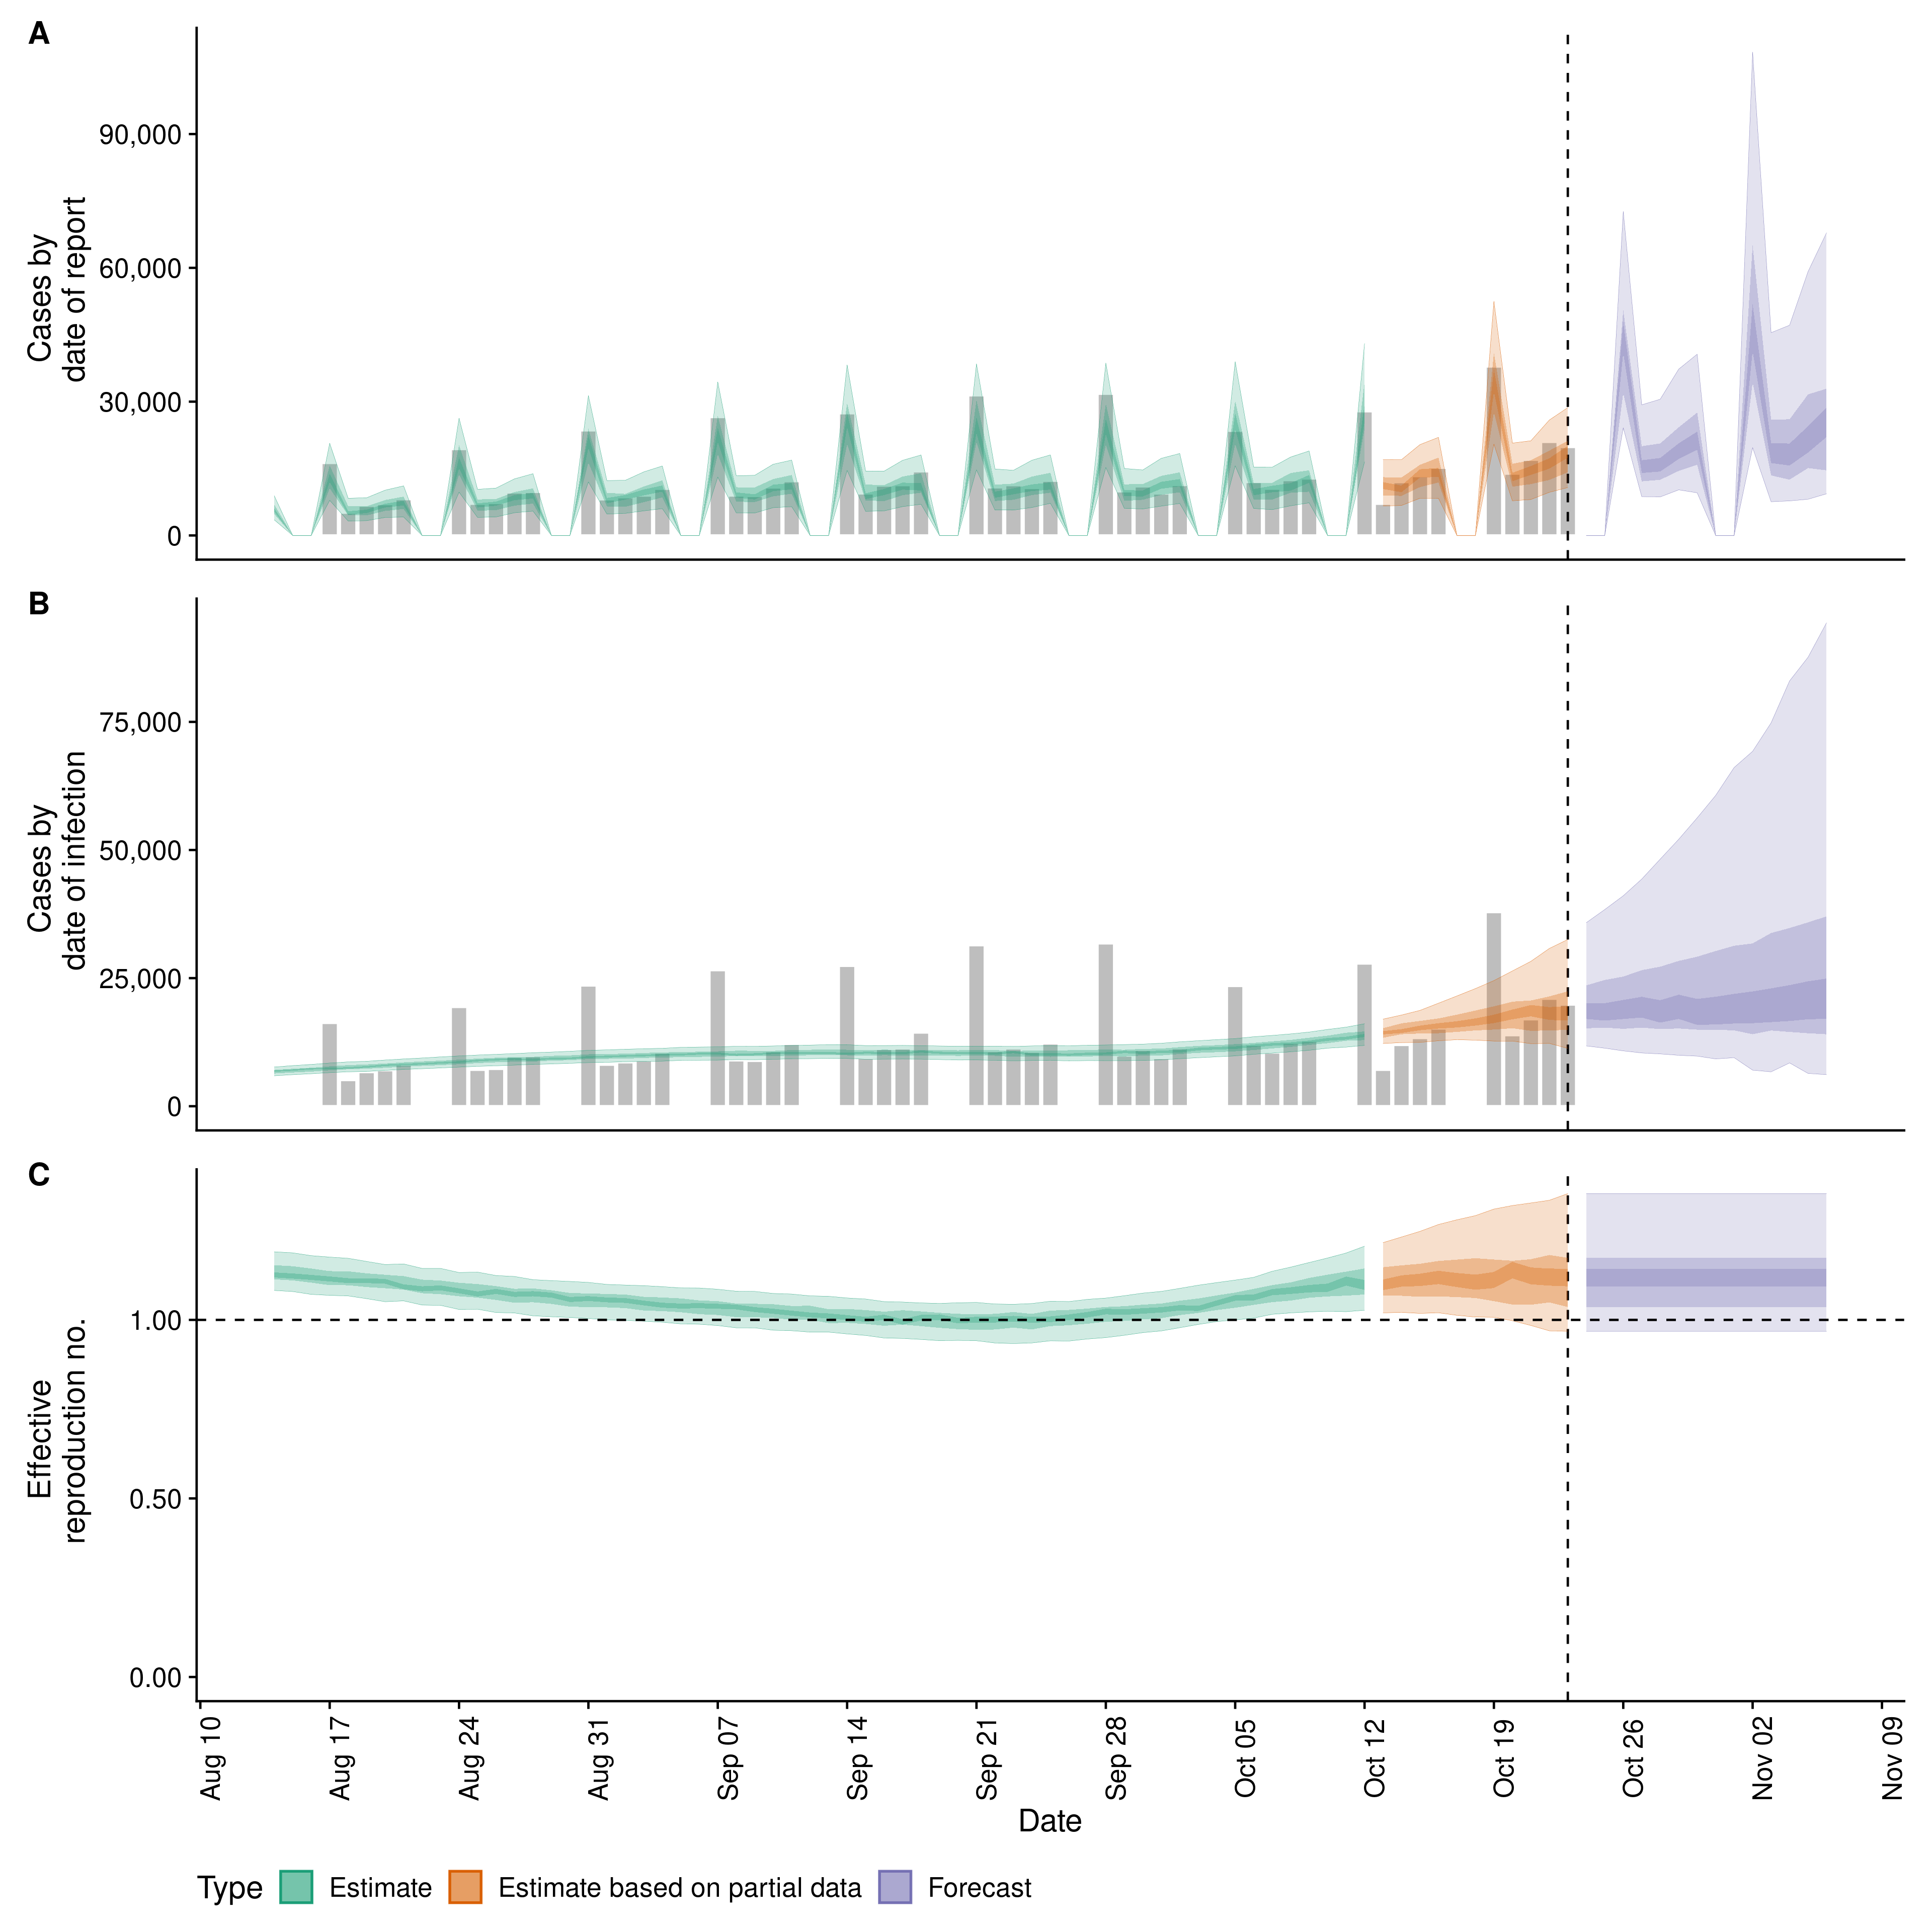 A
Cases by
date of report
90,000
60,000
30,000
0
B
Cases by
date of infection
75,000
50,000
25,000
0
C
Effective
reproduction no.
1.00
0.50
0.00
Aug 10
Aug 17
Aug 24
Aug 31
Sep 07
Sep 14
Sep 21
Sep 28
Oct 05
Oct 12
Oct 19
Oct 26
Nov 02
Nov 09
Date
Type Estimate Estimate based on partial data Forecast